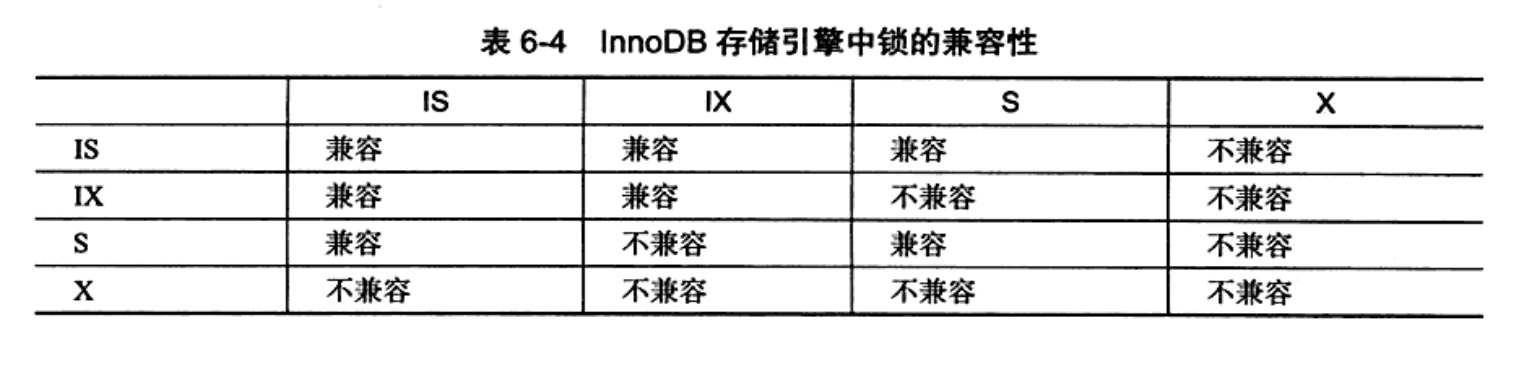 表 6-4 InnoDB 存储引擎中锁的兼容性
IS IX S X
IS 兼容 兼容 兼容 不兼容
IX 兼容 兼容 不兼容 不兼容
S 兼容 不兼容 兼容 不兼容
X 不兼容 不兼容 不兼容 不兼容